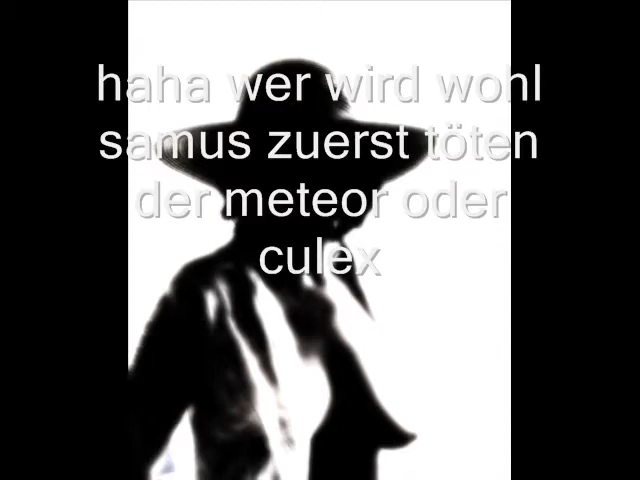 haha wer wird wohl
samus zuerst töten
der meteor oder
culex